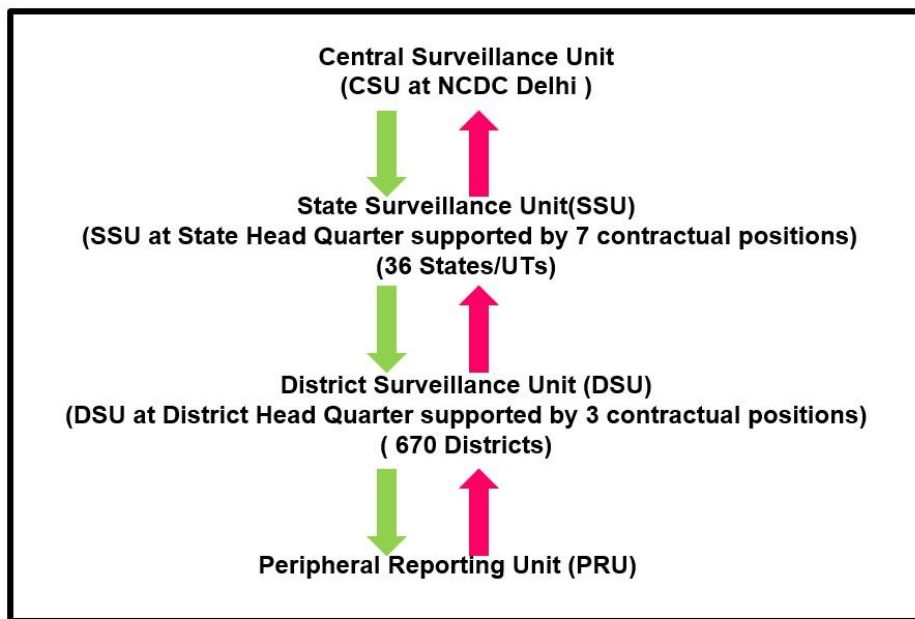 Central Surveillance Unit
(CSU at NCDC Delhi )
State Surveillance Unit(SSU)
(SSU at State Head Quarter supported by 7 contractual positions)
(36 States/UTs)
District Surveillance Unit (DSU)
(DSU at District Head Quarter supported by 3 contractual positions)
( 670 Districts)
Peripheral Reporting Unit (PRU)